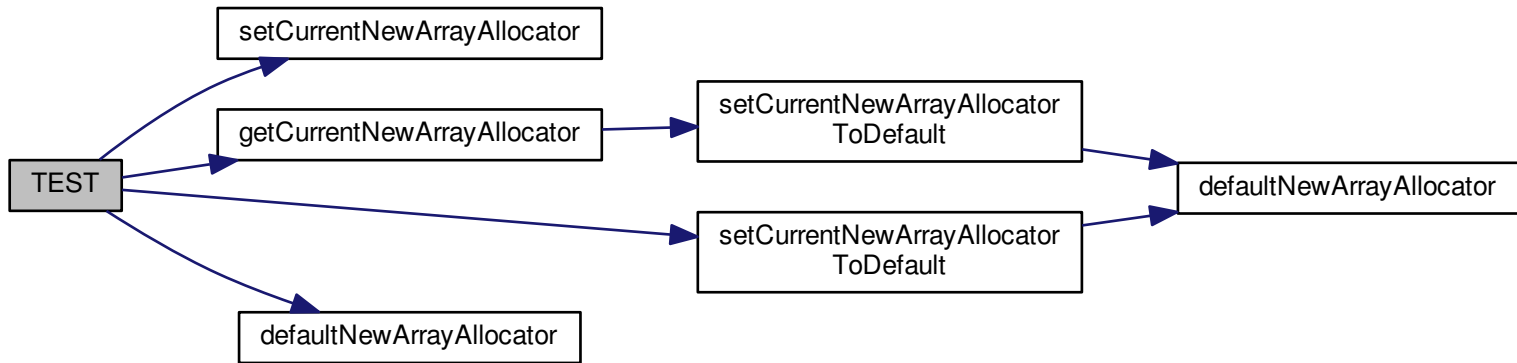 setCurrentNewArrayAllocator
getCurrentNewArrayAllocator
setCurrentNewArrayAllocator
ToDefault
TEST
defaultNewArrayAllocator
setCurrentNewArrayAllocator
ToDefault
defaultNewArrayAllocator